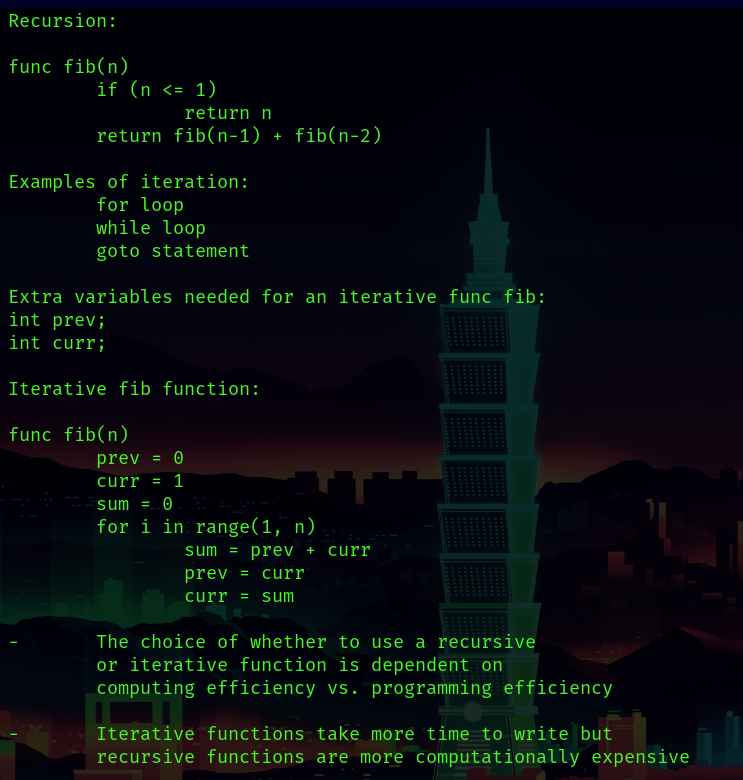 Recursion:
func fib(n)
if (n <= 1)
return n
return fib(n-1) + fib(n-2)
Examples of iteration:
for loop
while loop
goto statement
Extra variables needed for an iterative func fib:
int prev;
int curr;
Iterative fib function:
func fib(n)
prev = 0
curr = 1
sum = 0
for i in range(1, n)
sum = prev + curr
prev = curr
curr = sum
- The choice of whether to use a recursive
or iterative function is dependent on
computing efficiency vs. programming efficiency
- Iterative functions take more time to write but
recursive functions are more computationally expensive